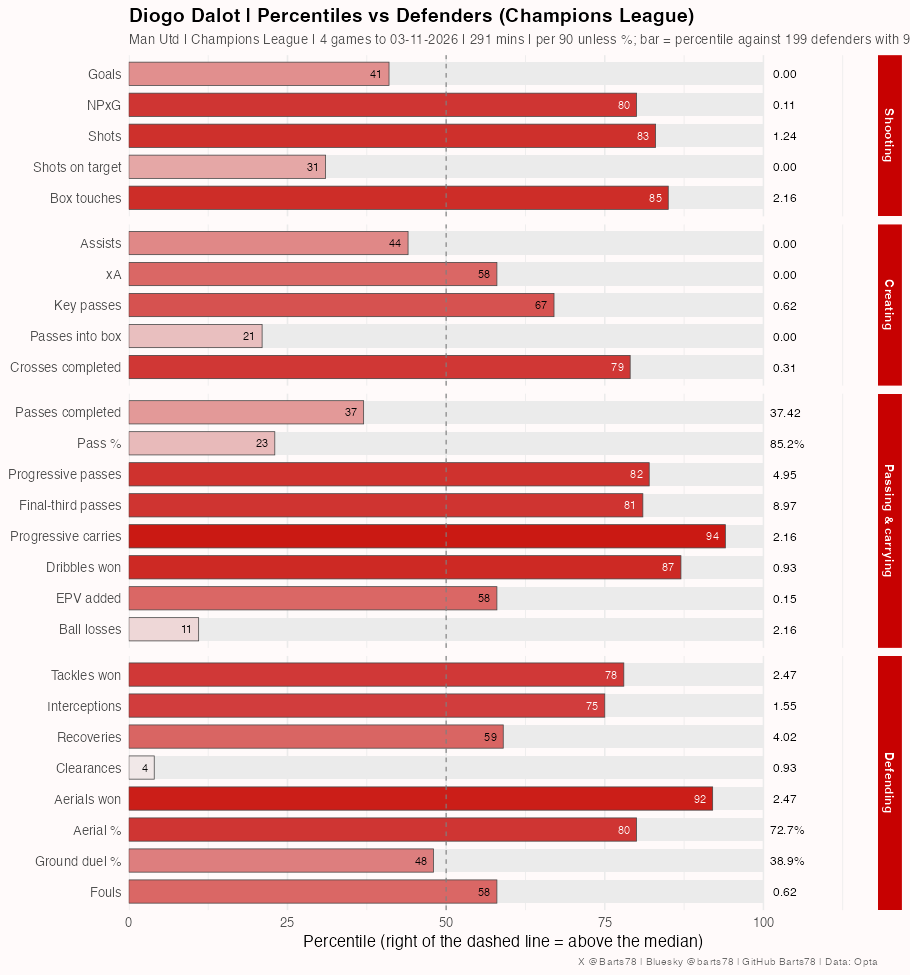 Diogo Dalot | Percentiles vs Defenders (Champions League)
Man Utd | Champions League | 4 games to 03-11-2026 | 291 mins | per 90 unless %; bar = percentile against 199 defenders with 9
Shooting
Goals 41 0.00
NPxG 80 0.11
Shots 83 1.24
Shots on target 31 0.00
Box touches 85 2.16
Creating
Assists 44 0.00
xA 58 0.00
Key passes 67 0.62
Passes into box 21 0.00
Crosses completed 79 0.31
Passing & carrying
Passes completed 37 37.42
Pass % 23 85.2%
Progressive passes 82 4.95
Final-third passes 81 8.97
Progressive carries 94 2.16
Dribbles won 87 0.93
EPV added 58 0.15
Ball losses 11 2.16
Defending
Tackles won 78 2.47
Interceptions 75 1.55
Recoveries 59 4.02
Clearances 4 0.93
Aerials won 92 2.47
Aerial % 80 72.7%
Ground duel % 48 38.9%
Fouls 58 0.62
0 25 50 75 100
Percentile (right of the dashed line = above the median)
X @Barts78 | Bluesky @barts78 | GitHub Barts78 | Data: Opta